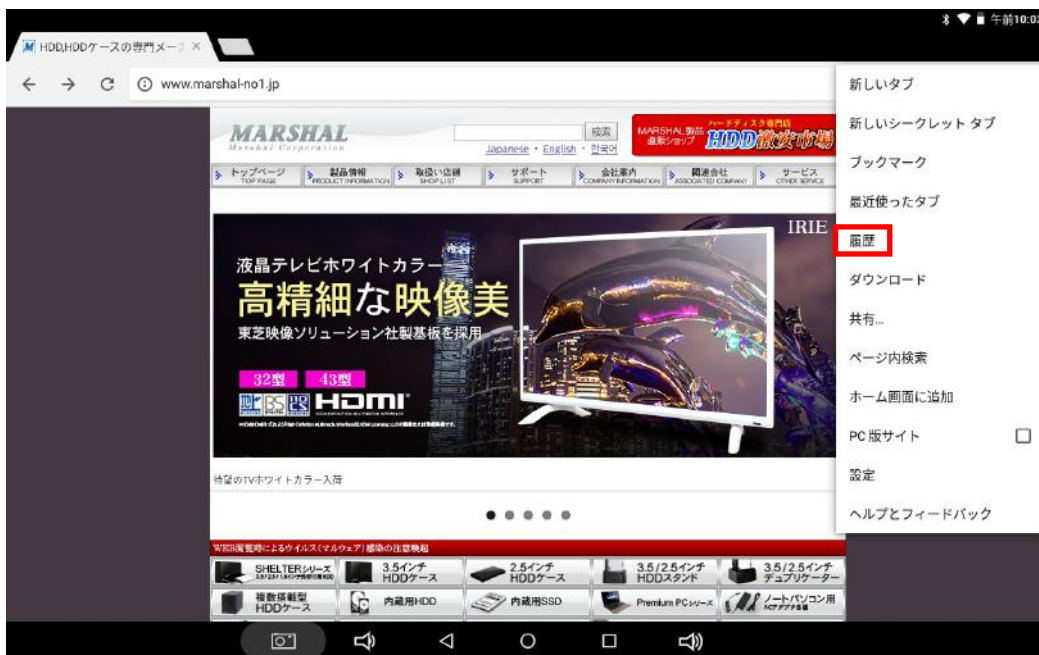 午前10:03
HDD,HDDケースの専門メーカ
www.marshal-no1.jp
新しいタブ
新しいシークレット タブ
ブックマーク
最近使ったタブ
履歴
ダウンロード
共有...
ページ内検索
ホーム画面に追加
PC 版サイト
設定
ヘルプとフィードバック
MARSHAL
Marshal Corporation
検索
Japanese・English・한국어
MARSHAL製品
直販ショップ
ハードディスク専門店
HDD激安市場
トップページ
TOP PAGE
製品情報
PRODUCT INFORMATION
取扱い店舗
SHOP LIST
サポート
SUPPORT
会社案内
COMPANY INFORMATION
関連会社
ASSOCIATED COMPANY
サービス
OTHER SERVICE
IRIE
液晶テレビホワイトカラー
高精細な映像美
東芝映像ソリューション社製基板を採用
32型 43型
BS
HDMI
待望のTVホワイトカラー入荷
WEB閲覧時によるウイルス(マルウェア)感染の注意喚起
SHELTERシリーズ
3.5インチ
HDDケース
2.5インチ
HDDケース
3.5/2.5インチ
HDDスタンド
3.5/2.5インチ
デュプリケーター
複数搭載型
HDDケース
内蔵用HDD
内蔵用SSD
Premium PCシリーズ
ノートパソコン用